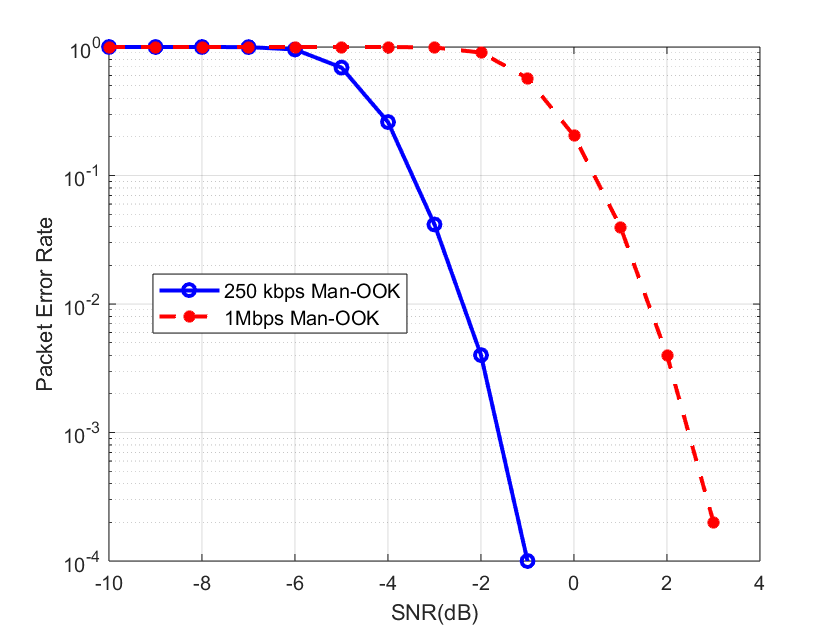 10^0
10^-1
10^-2
10^-3
10^-4
Packet Error Rate
250 kbps Man-OOK
1Mbps Man-OOK
-10 -8 -6 -4 -2 0 2 4
SNR(dB)